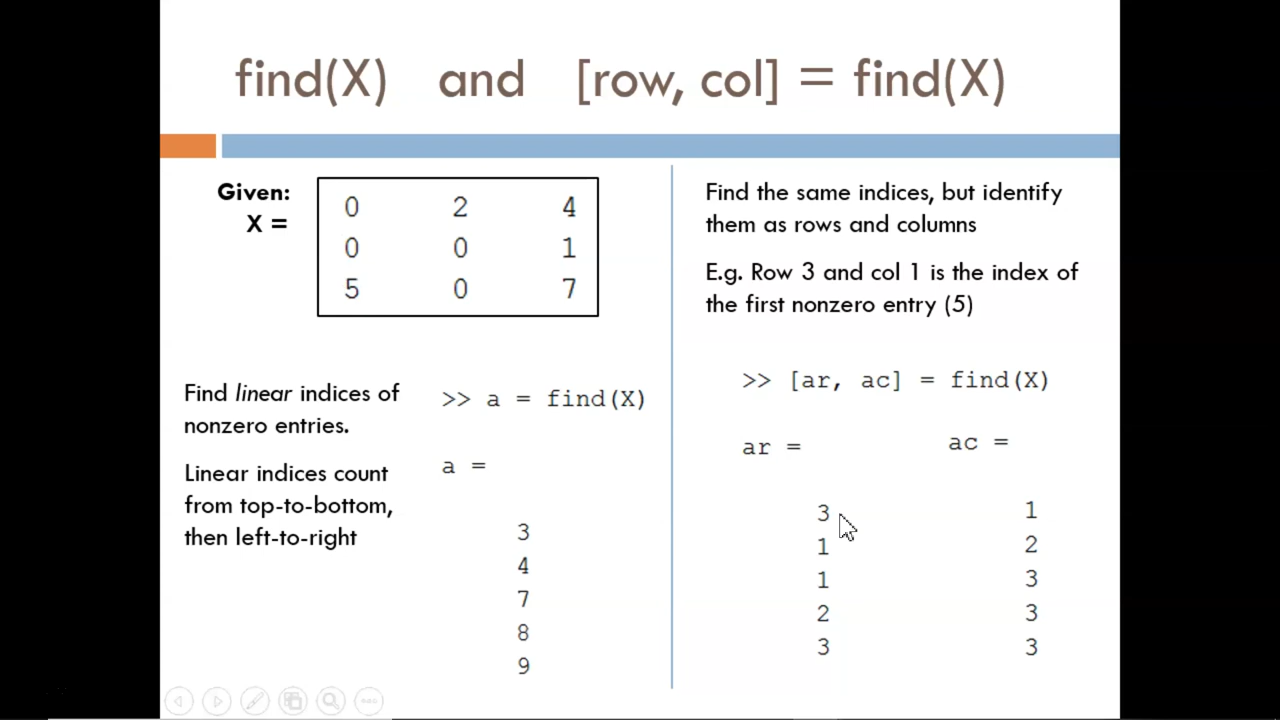 find(X) and [row, col] = find(X)
Given:
X =
0 2 4
0 0 1
5 0 7
Find linear indices of
nonzero entries.
Linear indices count
from top-to-bottom,
then left-to-right
>> a = find(X)
a =
3
4
7
8
9
Find the same indices, but identify
them as rows and columns
E.g. Row 3 and col 1 is the index of
the first nonzero entry (5)
>> [ar, ac] = find(X)
ar = ac =
3 1
1 2
1 3
2 3
3 3